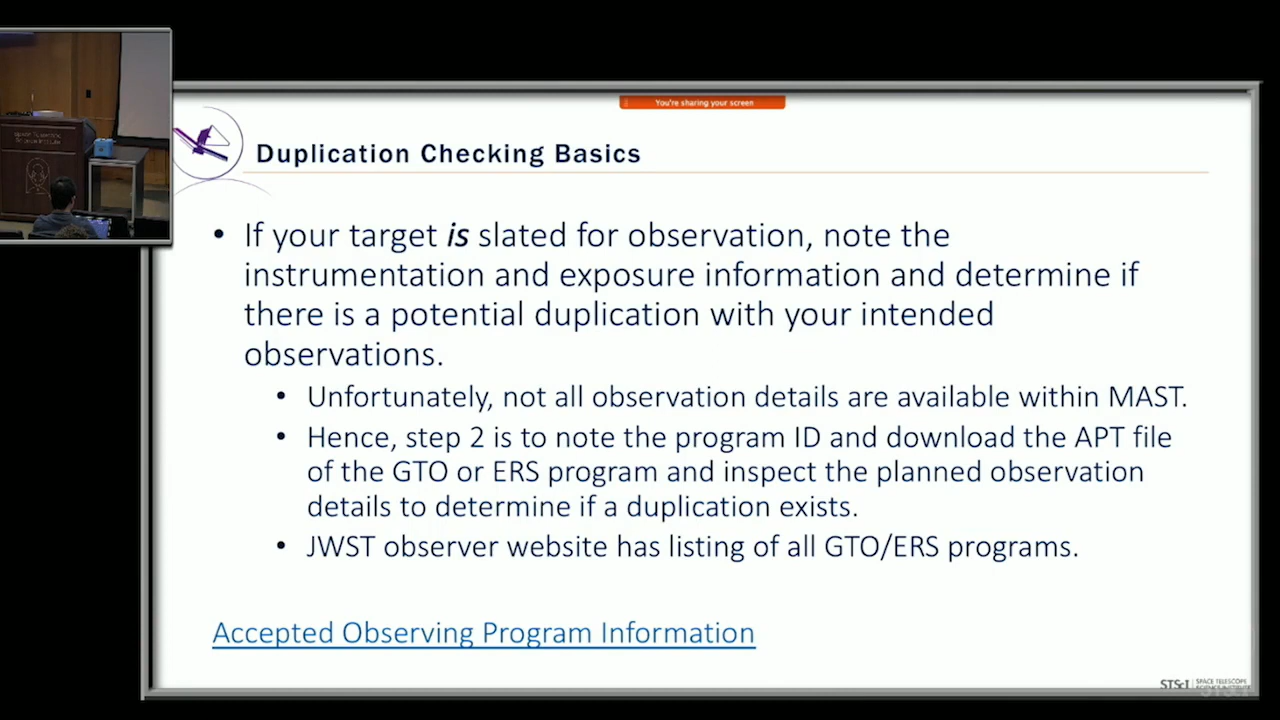 You're sharing your screen
Duplication Checking Basics
• If your target is slated for observation, note the
instrumentation and exposure information and determine if
there is a potential duplication with your intended
observations.
• Unfortunately, not all observation details are available within MAST.
• Hence, step 2 is to note the program ID and download the APT file
of the GTO or ERS program and inspect the planned observation
details to determine if a duplication exists.
• JWST observer website has listing of all GTO/ERS programs.
Accepted Observing Program Information
STScI | SPACE TELESCOPE
SCIENCE INSTITUTE